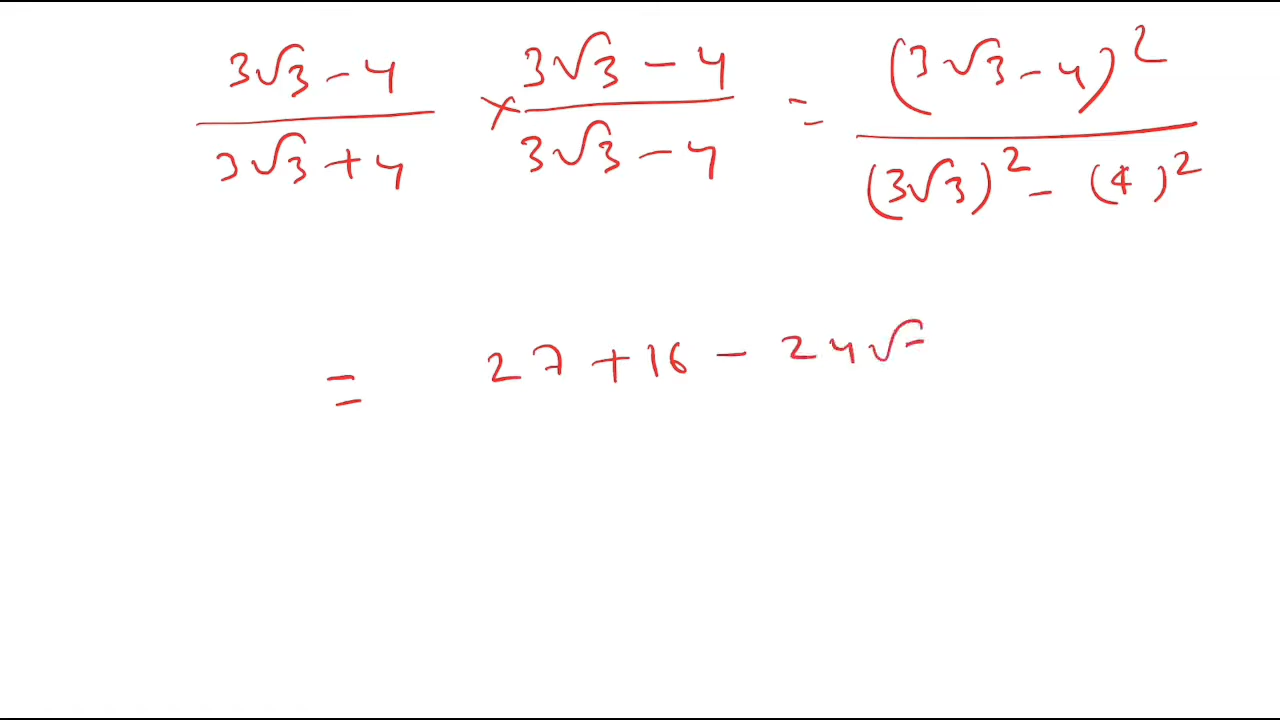 (3√3 − 4)/(3√3 + 4) × (3√3 − 4)/(3√3 − 4) = (3√3 − 4)²/((3√3)² − (4)²)
= 27 + 16 − 24√